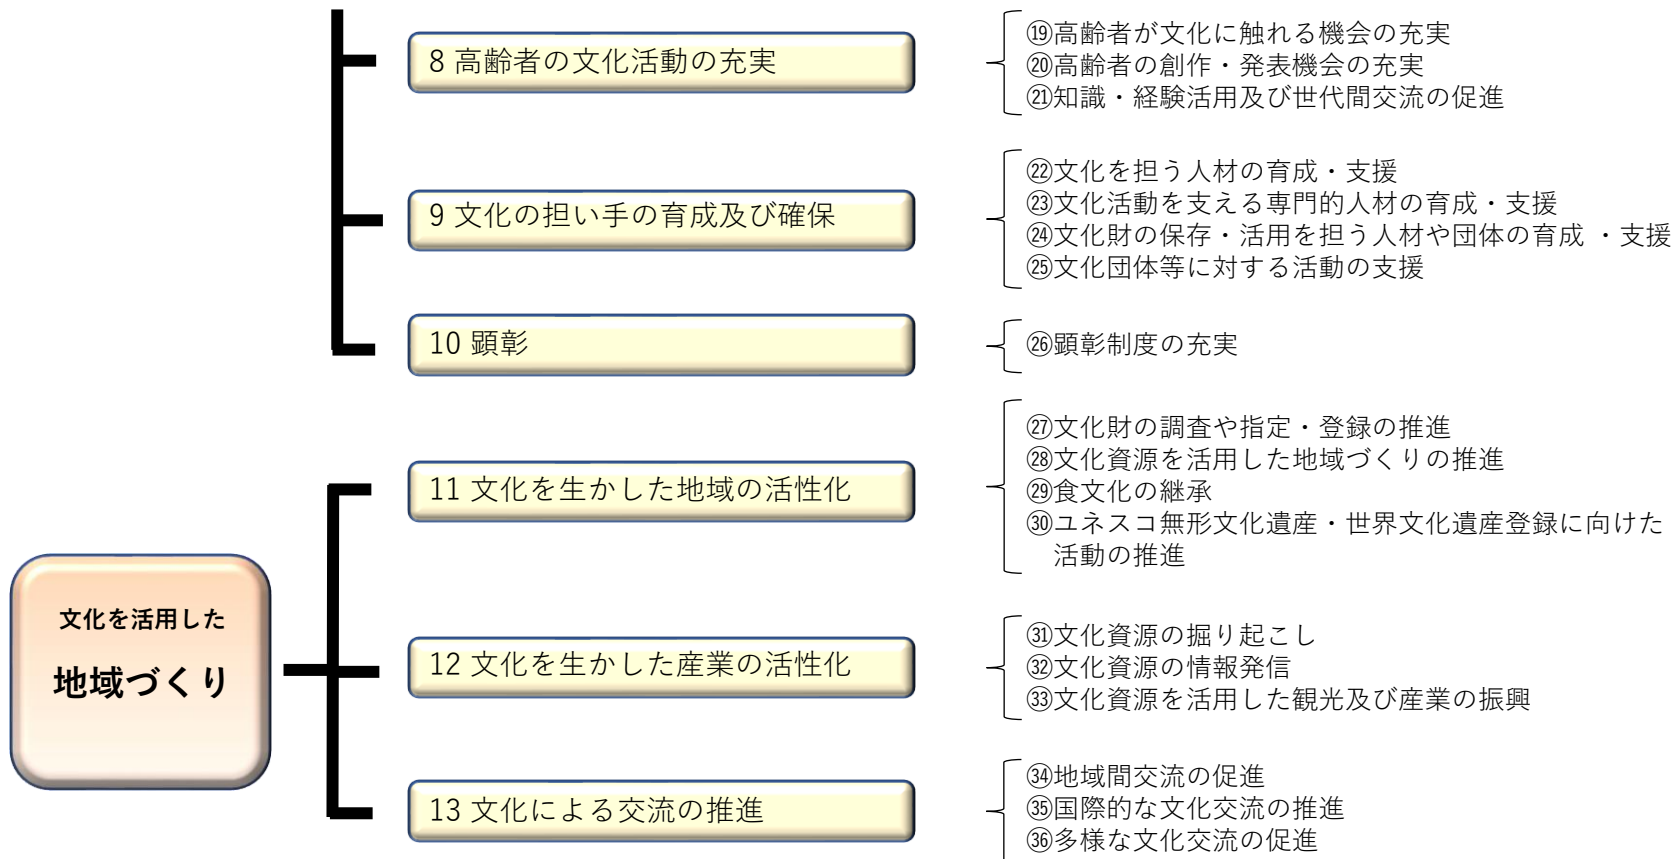 8 高齢者の文化活動の充実
⑲高齢者が文化に触れる機会の充実
⑳高齢者の創作・発表機会の充実
㉑知識・経験活用及び世代間交流の促進
9 文化の担い手の育成及び確保
㉒文化を担う人材の育成・支援
㉓文化活動を支える専門的人材の育成・支援
㉔文化財の保存・活用を担う人材や団体の育成 ・支援
㉕文化団体等に対する活動の支援
10 顕彰
㉖顕彰制度の充実
文化を活用した
地域づくり
11 文化を生かした地域の活性化
㉗文化財の調査や指定・登録の推進
㉘文化資源を活用した地域づくりの推進
㉙食文化の継承
㉚ユネスコ無形文化遺産・世界文化遺産登録に向けた
活動の推進
12 文化を生かした産業の活性化
㉛文化資源の掘り起こし
㉜文化資源の情報発信
㉝文化資源を活用した観光及び産業の振興
13 文化による交流の推進
㉞地域間交流の促進
㉟国際的な文化交流の推進
㊱多様な文化交流の促進